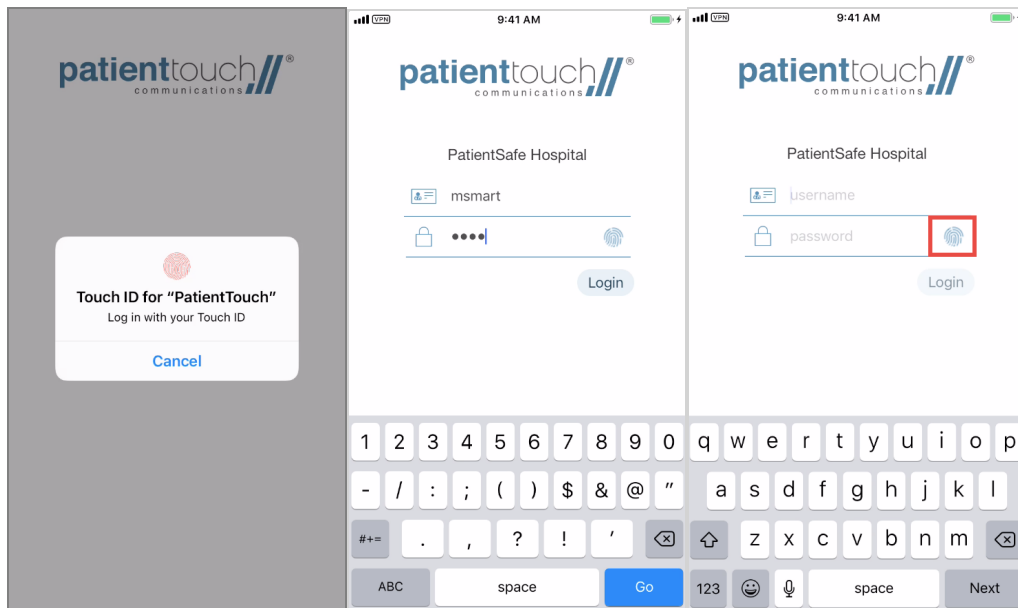 patienttouch®
communications
Touch ID for “PatientTouch”
Log in with your Touch ID
Cancel
VPN 9:41 AM
patienttouch®
communications
PatientSafe Hospital
msmart
••••
Login
1 2 3 4 5 6 7 8 9 0
- / : ; ( ) $ & @ "
#+= . , ? ! '
ABC space Go
VPN 9:41 AM
patienttouch®
communications
PatientSafe Hospital
username
password
Login
q w e r t y u i o p
a s d f g h j k l
z x c v b n m
123 space Next